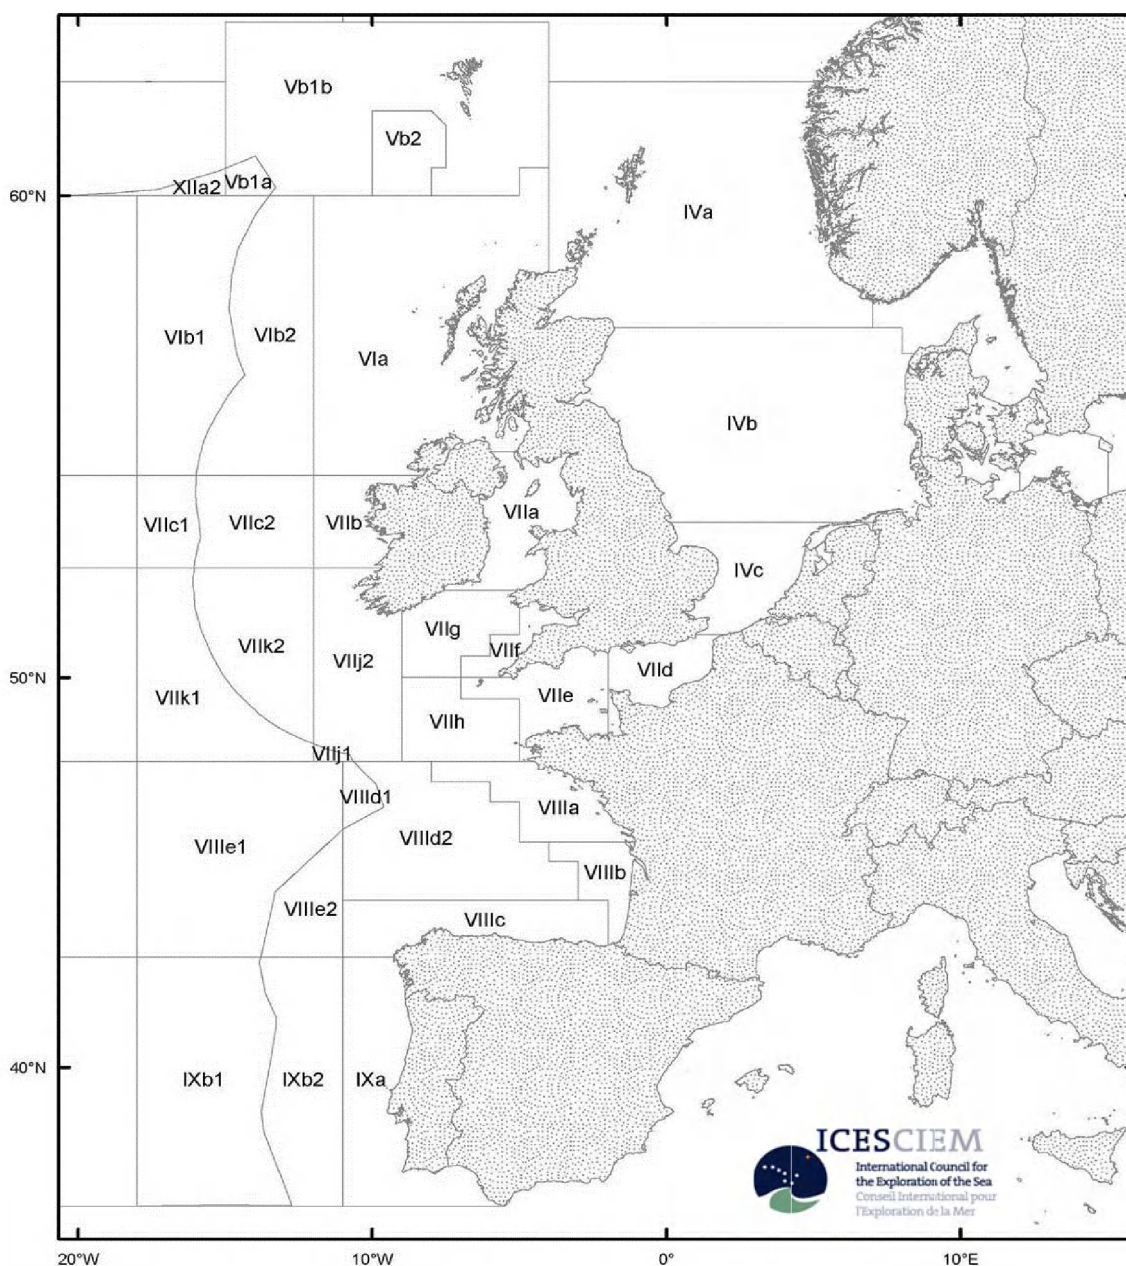 Vb1b
Vb2
XIIa2
Vb1a
60°N
IVa
VIb1
VIb2
VIa
IVb
VIIc1
VIIc2
VIIb
VIIa
IVc
VIIg
VIIk2
VIIj2
VIIf
50°N
VIId
VIIk1
VIIh
VIIe
VIIj1
VIIId1
VIIIa
VIIIe1
VIIId2
VIIIb
VIIIe2
VIIIc
40°N
IXb1
IXb2
IXa
ICESCIEM
International Council for
the Exploration of the Sea
Conseil International pour
l'Exploration de la Mer
20°W
10°W
0°
10°E